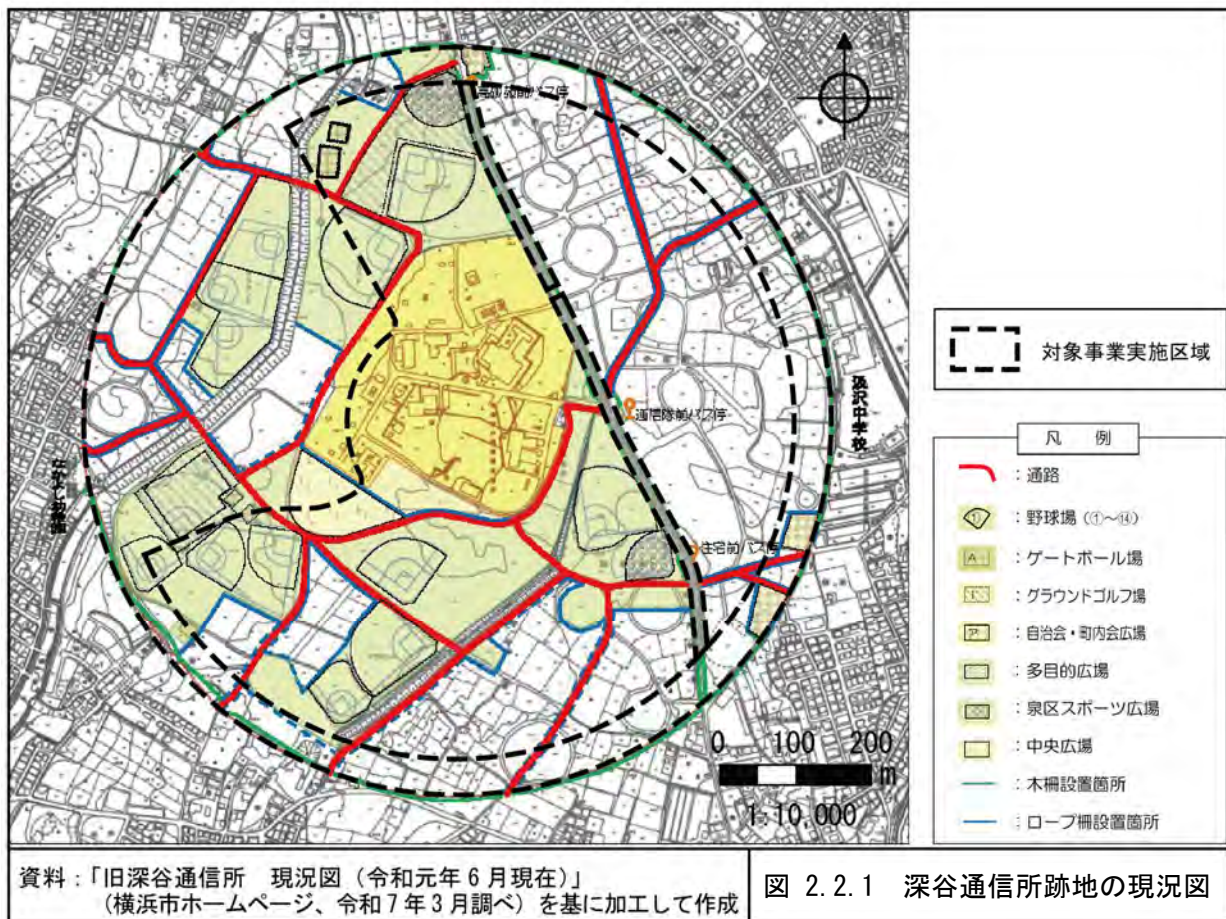 通信隊前バス停
住宅前バス停
汲沢中学校
0 100 200
m
1:10,000
対象事業実施区域
凡 例
：通路
① ：野球場（①～⑭）
：ゲートボール場
：グラウンドゴルフ場
ア ：自治会・町内会広場
：多目的広場
：泉区スポーツ広場
：中央広場
：木柵設置箇所
：ロープ柵設置箇所
資料：「旧深谷通信所 現況図（令和元年６月現在）」
（横浜市ホームページ、令和７年３月調べ）を基に加工して作成
図 2.2.1 深谷通信所跡地の現況図